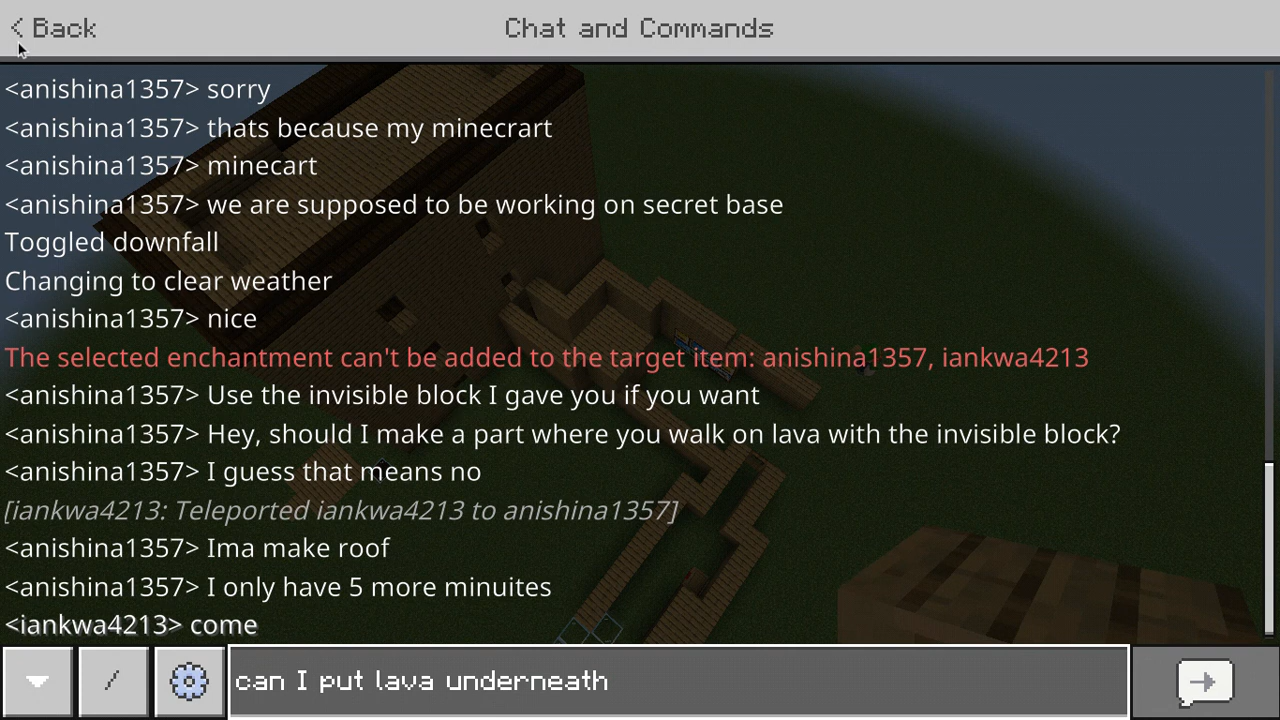 < Back
Chat and Commands
<anishina1357> sorry
<anishina1357> thats because my minecrart
<anishina1357> minecart
<anishina1357> we are supposed to be working on secret base
Toggled downfall
Changing to clear weather
<anishina1357> nice
The selected enchantment can't be added to the target item: anishina1357, iankwa4213
<anishina1357> Use the invisible block I gave you if you want
<anishina1357> Hey, should I make a part where you walk on lava with the invisible block?
<anishina1357> I guess that means no
[iankwa4213: Teleported iankwa4213 to anishina1357]
<anishina1357> Ima make roof
<anishina1357> I only have 5 more minuites
<iankwa4213> come
/
can I put lava underneath